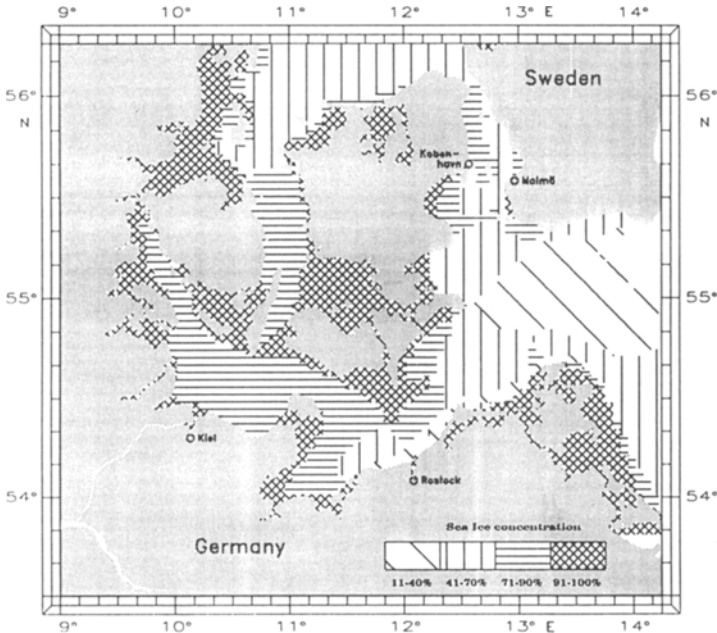 9° 10° 11° 12° 13° E 14°
56° Sweden 56°
N N
Koben-
havn
Malmö
55° 55°
Kiel
54° Rostock 54°
Sea Ice concentration
Germany
11-40% 41-70% 71-90% 91-100%
9° 10° 11° 12° E 13° 14°